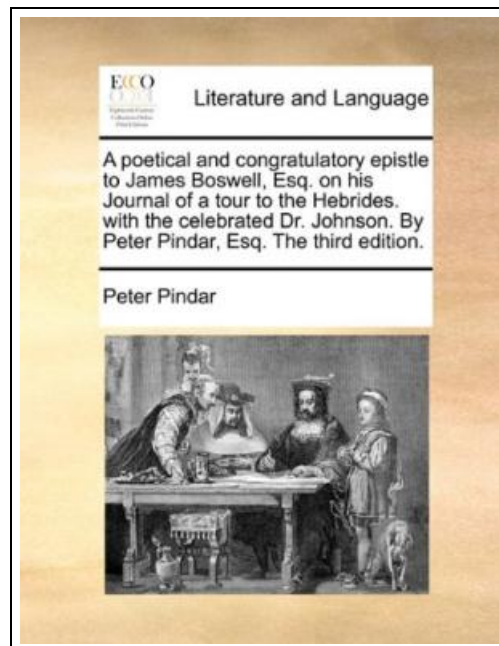 ECCO
Literature and Language
A poetical and congratulatory epistle
to James Boswell, Esq. on his
Journal of a tour to the Hebrides.
with the celebrated Dr. Johnson. By
Peter Pindar, Esq. The third edition.
Peter Pindar